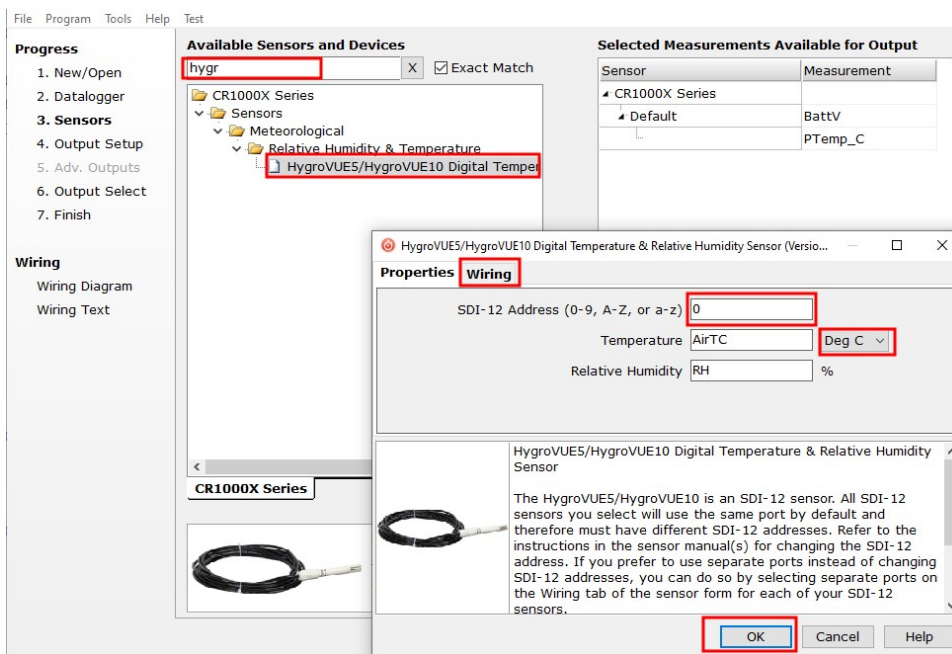 File Program Tools Help Test
Progress
1. New/Open
2. Datalogger
3. Sensors
4. Output Setup
5. Adv. Outputs
6. Output Select
7. Finish
Wiring
Wiring Diagram
Wiring Text
Available Sensors and Devices
hygr X Exact Match
CR1000X Series
Sensors
Meteorological
Relative Humidity & Temperature
HygroVUE5/HygroVUE10 Digital Temper
CR1000X Series
Selected Measurements Available for Output
Sensor Measurement
CR1000X Series
Default BattV
PTemp_C
HygroVUE5/HygroVUE10 Digital Temperature & Relative Humidity Sensor (Versio...
Properties Wiring
SDI-12 Address (0-9, A-Z, or a-z) 0
Temperature AirTC Deg C
Relative Humidity RH %
HygroVUE5/HygroVUE10 Digital Temperature & Relative Humidity
Sensor
The HygroVUE5/HygroVUE10 is an SDI-12 sensor. All SDI-12
sensors you select will use the same port by default and
therefore must have different SDI-12 addresses. Refer to the
instructions in the sensor manual(s) for changing the SDI-12
address. If you prefer to use separate ports instead of changing
SDI-12 addresses, you can do so by selecting separate ports on
the Wiring tab of the sensor form for each of your SDI-12
sensors.
OK Cancel Help